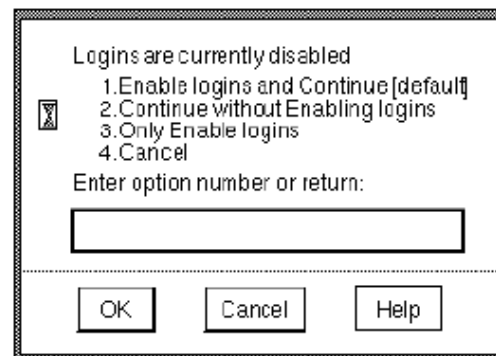 Logins are currently disabled
1.Enable logins and Continue [default]
2.Continue without Enabling logins
3.Only Enable logins
4.Cancel
Enter option number or return:
OK Cancel Help